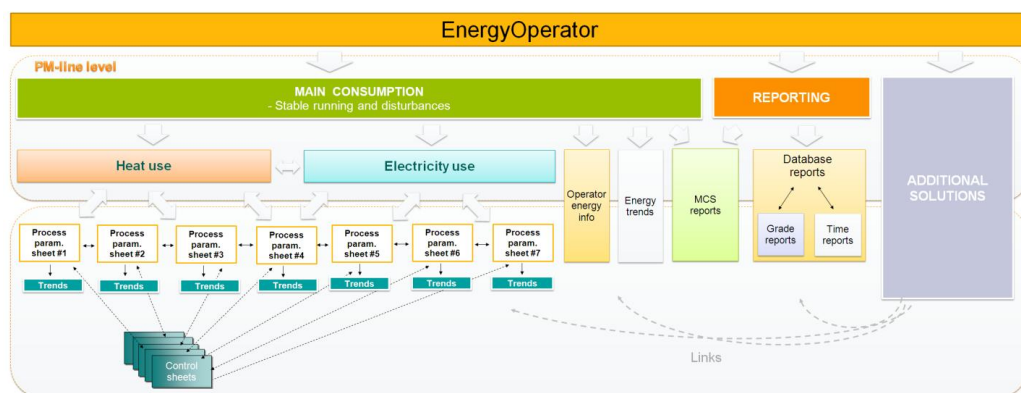 EnergyOperator
PM-line level
MAIN CONSUMPTION
- Stable running and disturbances
REPORTING
ADDITIONAL
SOLUTIONS
Heat use
Electricity use
Operator
energy
info
Energy
trends
MCS
reports
Database
reports
Grade
reports
Time
reports
Process
param.
sheet #1
Process
param.
sheet #2
Process
param.
sheet #3
Process
param.
sheet #4
Process
param.
sheet #5
Process
param.
sheet #6
Process
param.
sheet #7
Trends
Trends
Trends
Trends
Trends
Trends
Trends
Control
sheets
Links